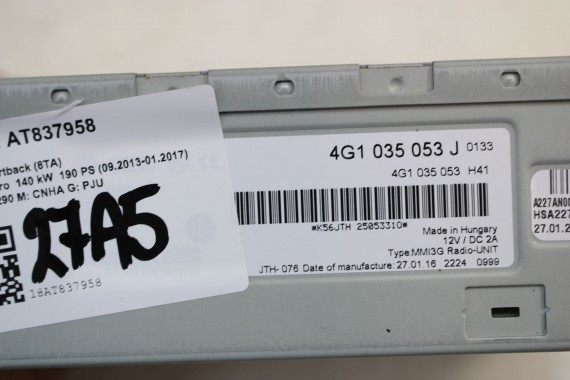 AT837958
rtback (8TA)
ro 140 kW 190 PS (09.2013-01.2017)
290 M: CNHA G: PJU
27A5
18AT837958
4G1 035 053 J 0133
4G1 035 053 H41
*K56JTH 25053310*
Made in Hungary
12V / DC 2A
Type:MMI3G Radio-UNIT
JTH- 076 Date of manufacture: 27.01.16 2224 0999
A227AN00
HSA227
27.01.